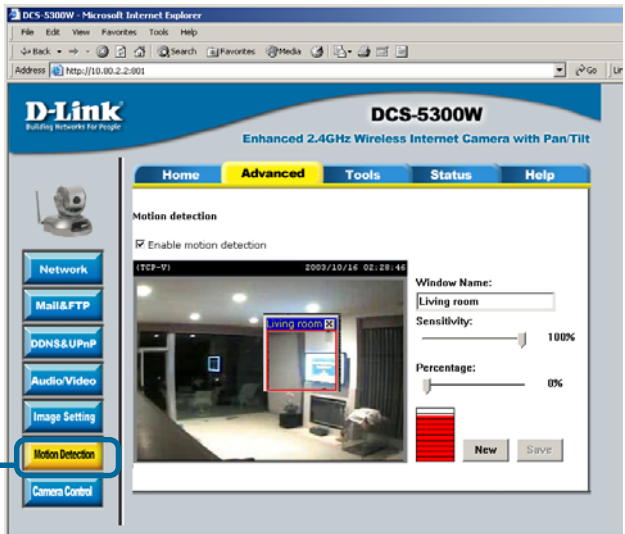 DCS-5300W - Microsoft Internet Explorer
File Edit View Favorites Tools Help
Back Search Favorites Media
Address http://10.80.2.2:801 Go
D-Link
Building Networks for People
DCS-5300W
Enhanced 2.4GHz Wireless Internet Camera with Pan/Tilt
Home Advanced Tools Status Help
Motion detection
Enable motion detection
(TCP-V) 2003/10/16 02:28:46
Living room
Window Name:
Living room
Sensitivity:
100%
Percentage:
0%
New Save
Network
Mail&FTP
DDNS&UPnP
Audio/Video
Image Setting
Motion Detection
Camera Control